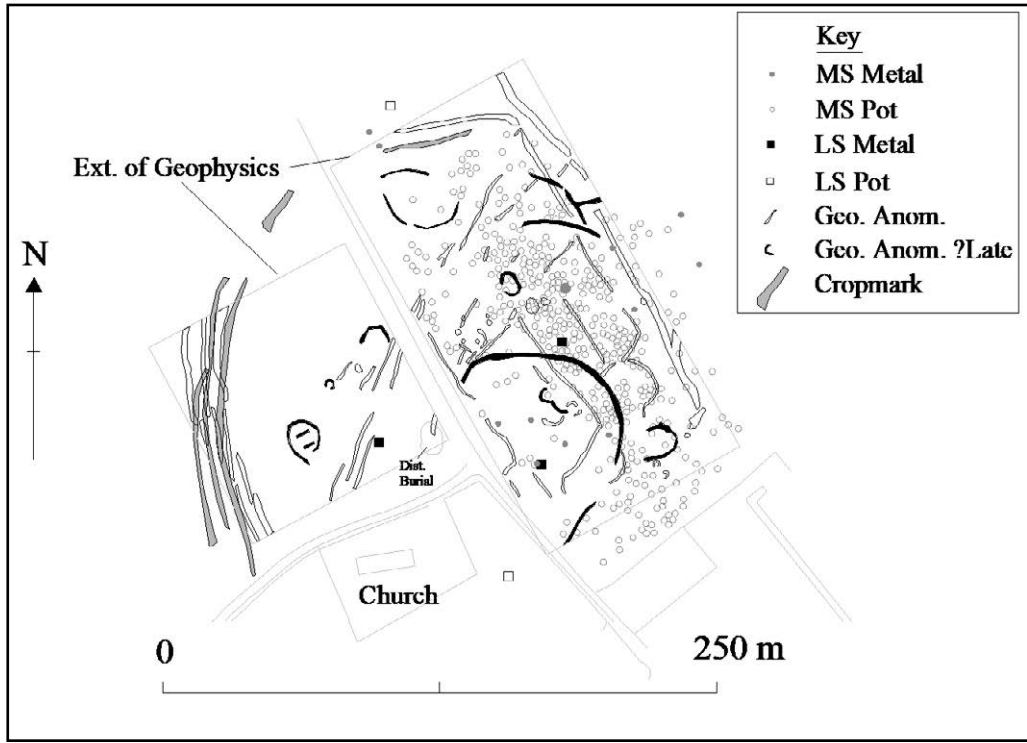 Key
MS Metal
MS Pot
LS Metal
LS Pot
Geo. Anom.
Geo. Anom. ?Late
Cropmark
Ext. of Geophysics
N
Dist.
Burial
Church
0
250 m